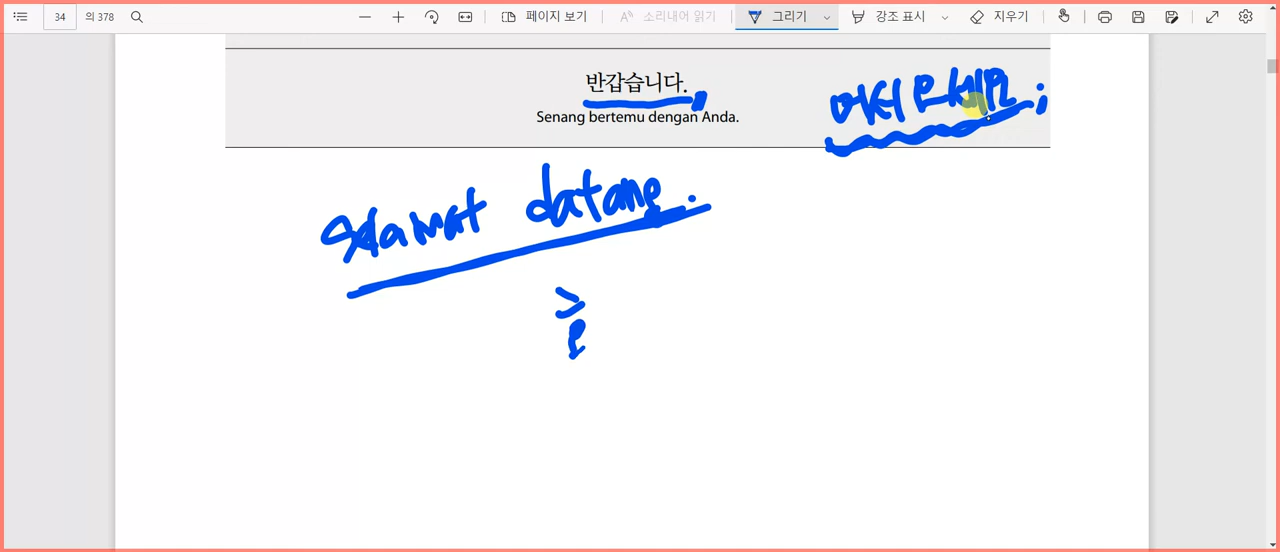 34 의 378 페이지 보기 소리내어 읽기 그리기 강조 표시 지우기
반갑습니다.
Senang bertemu dengan Anda.
어서 오세요;
Selamat datang.